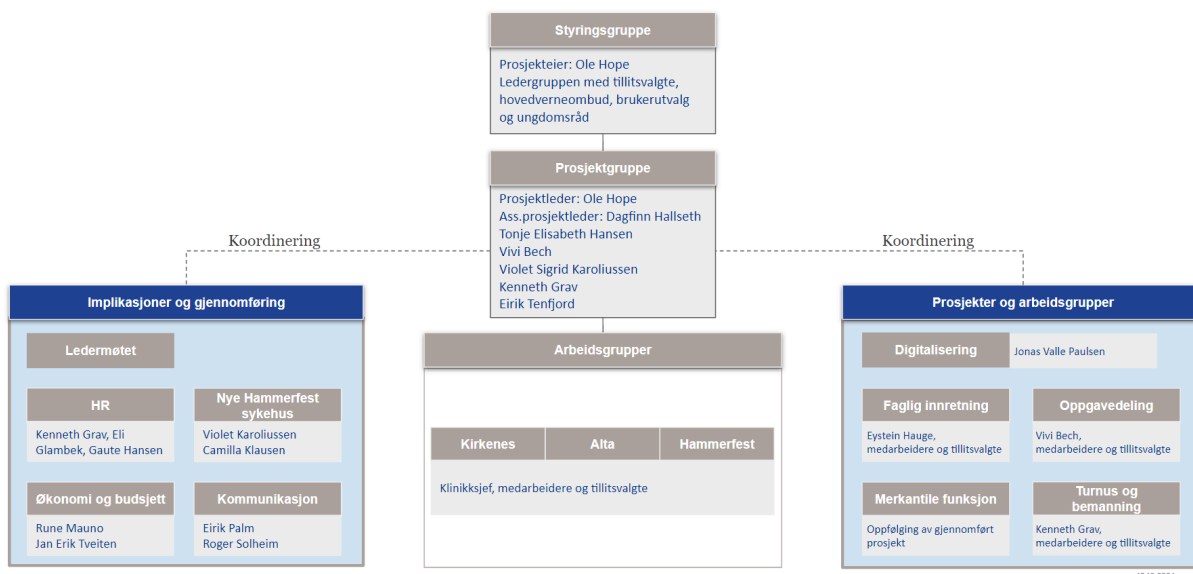 Styringsgruppe
Prosjekteier: Ole Hope
Ledergruppen med tillitsvalgte,
hovedverneombud, brukerutvalg
og ungdomsråd
Prosjektgruppe
Prosjektleder: Ole Hope
Ass.prosjektleder: Dagfinn Hallseth
Tonje Elisabeth Hansen
Vivi Bech
Violet Sigrid Karoliussen
Kenneth Grav
Eirik Tenfjord
Koordinering
Koordinering
Implikasjoner og gjennomføring
Ledermøtet
HR
Kenneth Grav, Eli
Glambek, Gaute Hansen
Nye Hammerfest
sykehus
Violet Karoliussen
Camilla Klausen
Økonomi og budsjett
Rune Mauno
Jan Erik Tveiten
Kommunikasjon
Eirik Palm
Roger Solheim
Arbeidsgrupper
Kirkenes
Alta
Hammerfest
Klinikksjef, medarbeidere og tillitsvalgte
Prosjekter og arbeidsgrupper
Digitalisering
Jonas Valle Paulsen
Faglig innretning
Eystein Hauge,
medarbeidere og tillitsvalgte
Oppgavedeling
Vivi Bech,
medarbeidere og tillitsvalgte
Merkantile funksjon
Oppfølging av gjennomført
prosjekt
Turnus og
bemanning
Kenneth Grav,
medarbeidere og tillitsvalgte